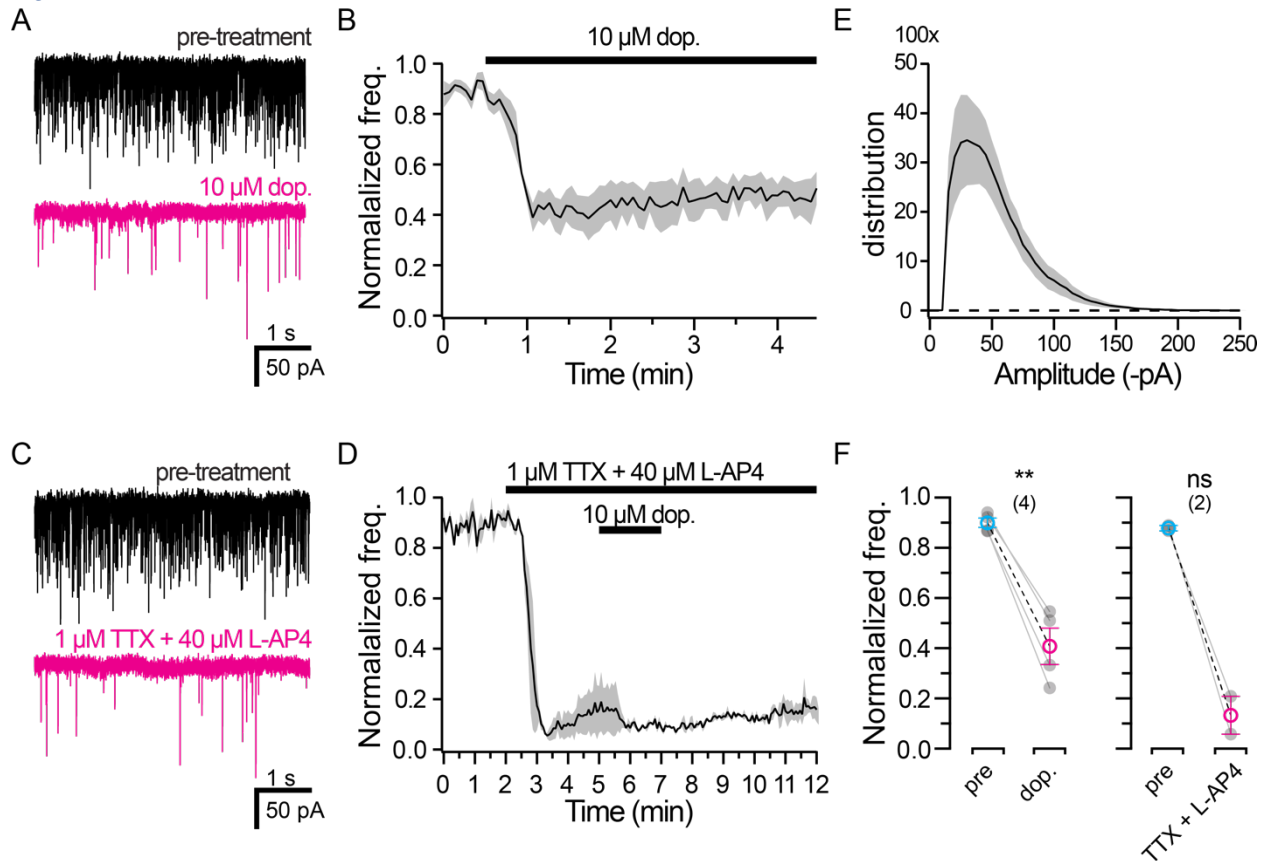 A
pre-treatment
10 µM dop.
1 s
50 pA
B
10 µM dop.
Normalalized freq.
1.0
0.8
0.6
0.4
0.2
0.0
0 1 2 3 4
Time (min)
E
100x
50
40
30
20
10
0
distribution
0 50 100 150 200 250
Amplitude (-pA)
C
pre-treatment
1 µM TTX + 40 µM L-AP4
1 s
50 pA
D
1 µM TTX + 40 µM L-AP4
10 µM dop.
Normalalized freq.
1.0
0.8
0.6
0.4
0.2
0.0
0 1 2 3 4 5 6 7 8 9 10 11 12
Time (min)
F
** ns
(4) (2)
Normalalized freq.
1.0
0.8
0.6
0.4
0.2
0.0
pre
dop.
pre
TTX + L-AP4